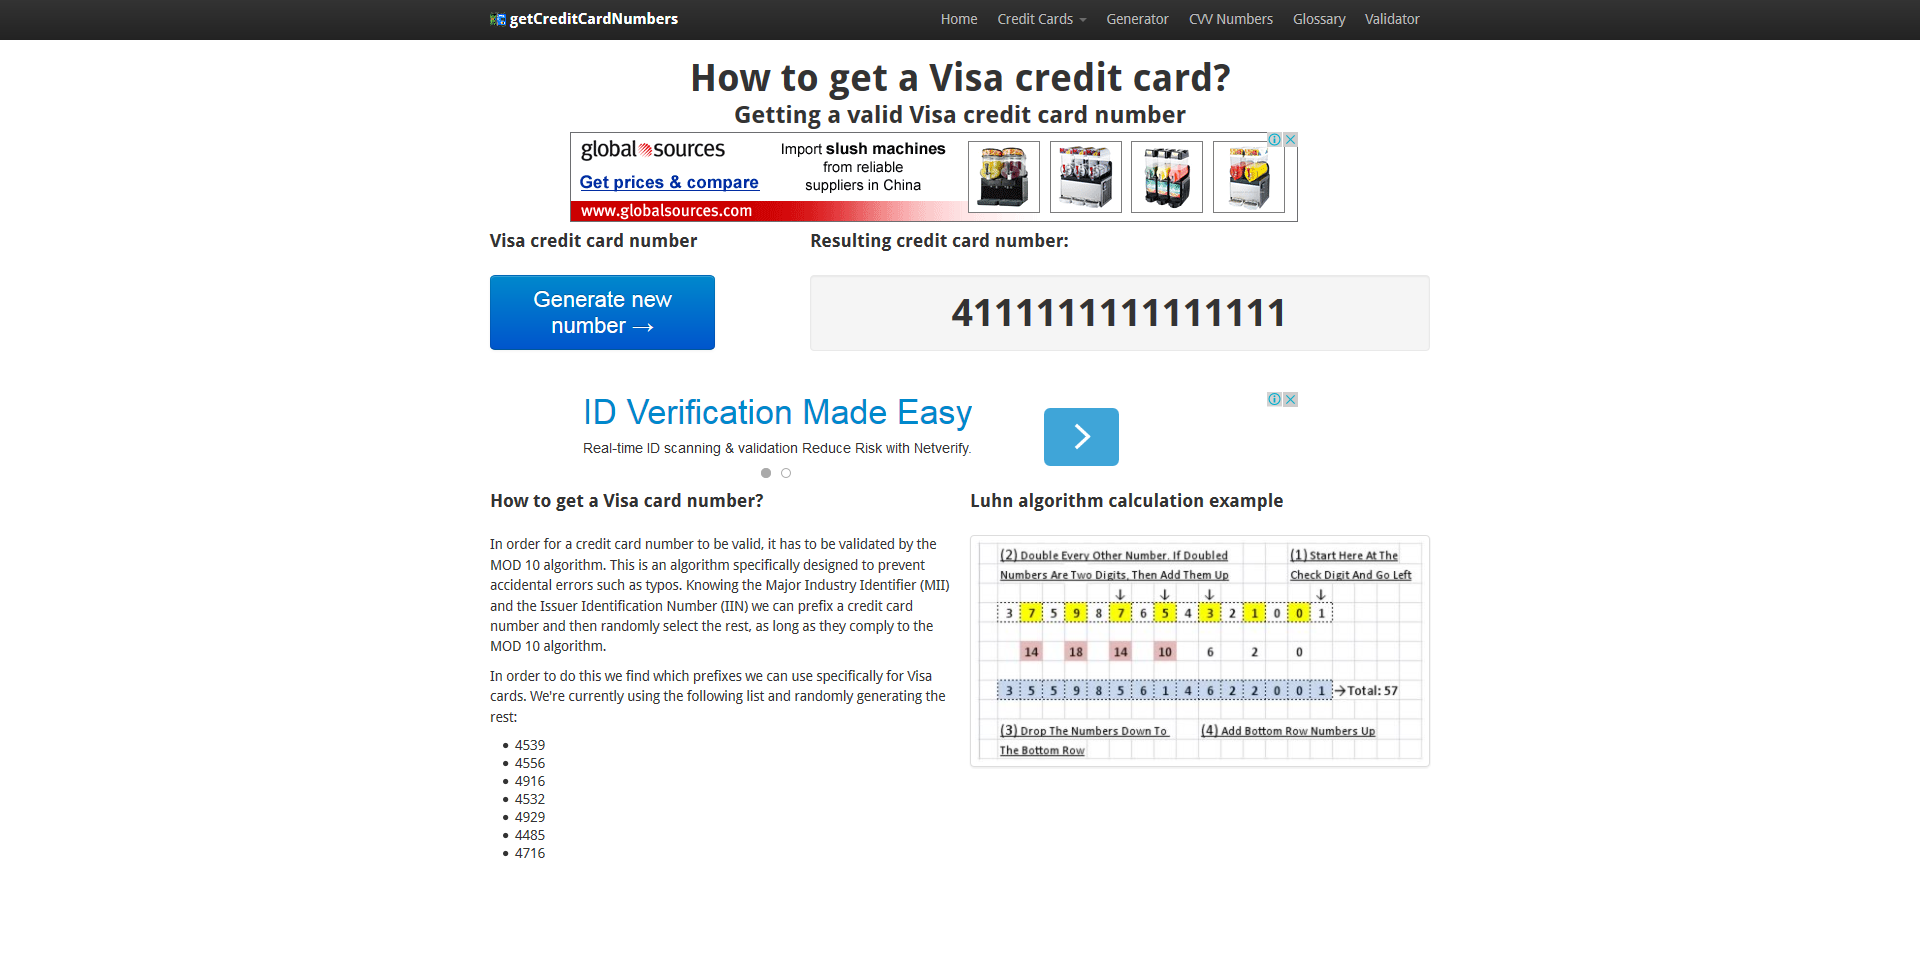 getCreditCardNumbers
Home Credit Cards Generator CVV Numbers Glossary Validator
How to get a Visa credit card?
Getting a valid Visa credit card number
global sources
Get prices & compare
www.globalsources.com
Import slush machines
from reliable
suppliers in China
Visa credit card number
Generate new
number →
Resulting credit card number:
4111111111111111
ID Verification Made Easy
Real-time ID scanning & validation Reduce Risk with Netverify.
How to get a Visa card number?
In order for a credit card number to be valid, it has to be validated by the
MOD 10 algorithm. This is an algorithm specifically designed to prevent
accidental errors such as typos. Knowing the Major Industry Identifier (MII)
and the Issuer Identification Number (IIN) we can prefix a credit card
number and then randomly select the rest, as long as they comply to the
MOD 10 algorithm.
In order to do this we find which prefixes we can use specifically for Visa
cards. We're currently using the following list and randomly generating the
rest:
• 4539
• 4556
• 4916
• 4532
• 4929
• 4485
• 4716
Luhn algorithm calculation example
(2) Double Every Other Number. If Doubled
Numbers Are Two Digits, Then Add Them Up
(1) Start Here At The
Check Digit And Go Left
3 7 5 9 8 7 6 5 4 3 2 1 0 0 1
14 18 14 10 6 2 0
3 5 5 9 8 5 6 1 4 6 2 2 0 0 1 →Total: 57
(3) Drop The Numbers Down To
The Bottom Row
(4) Add Bottom Row Numbers Up